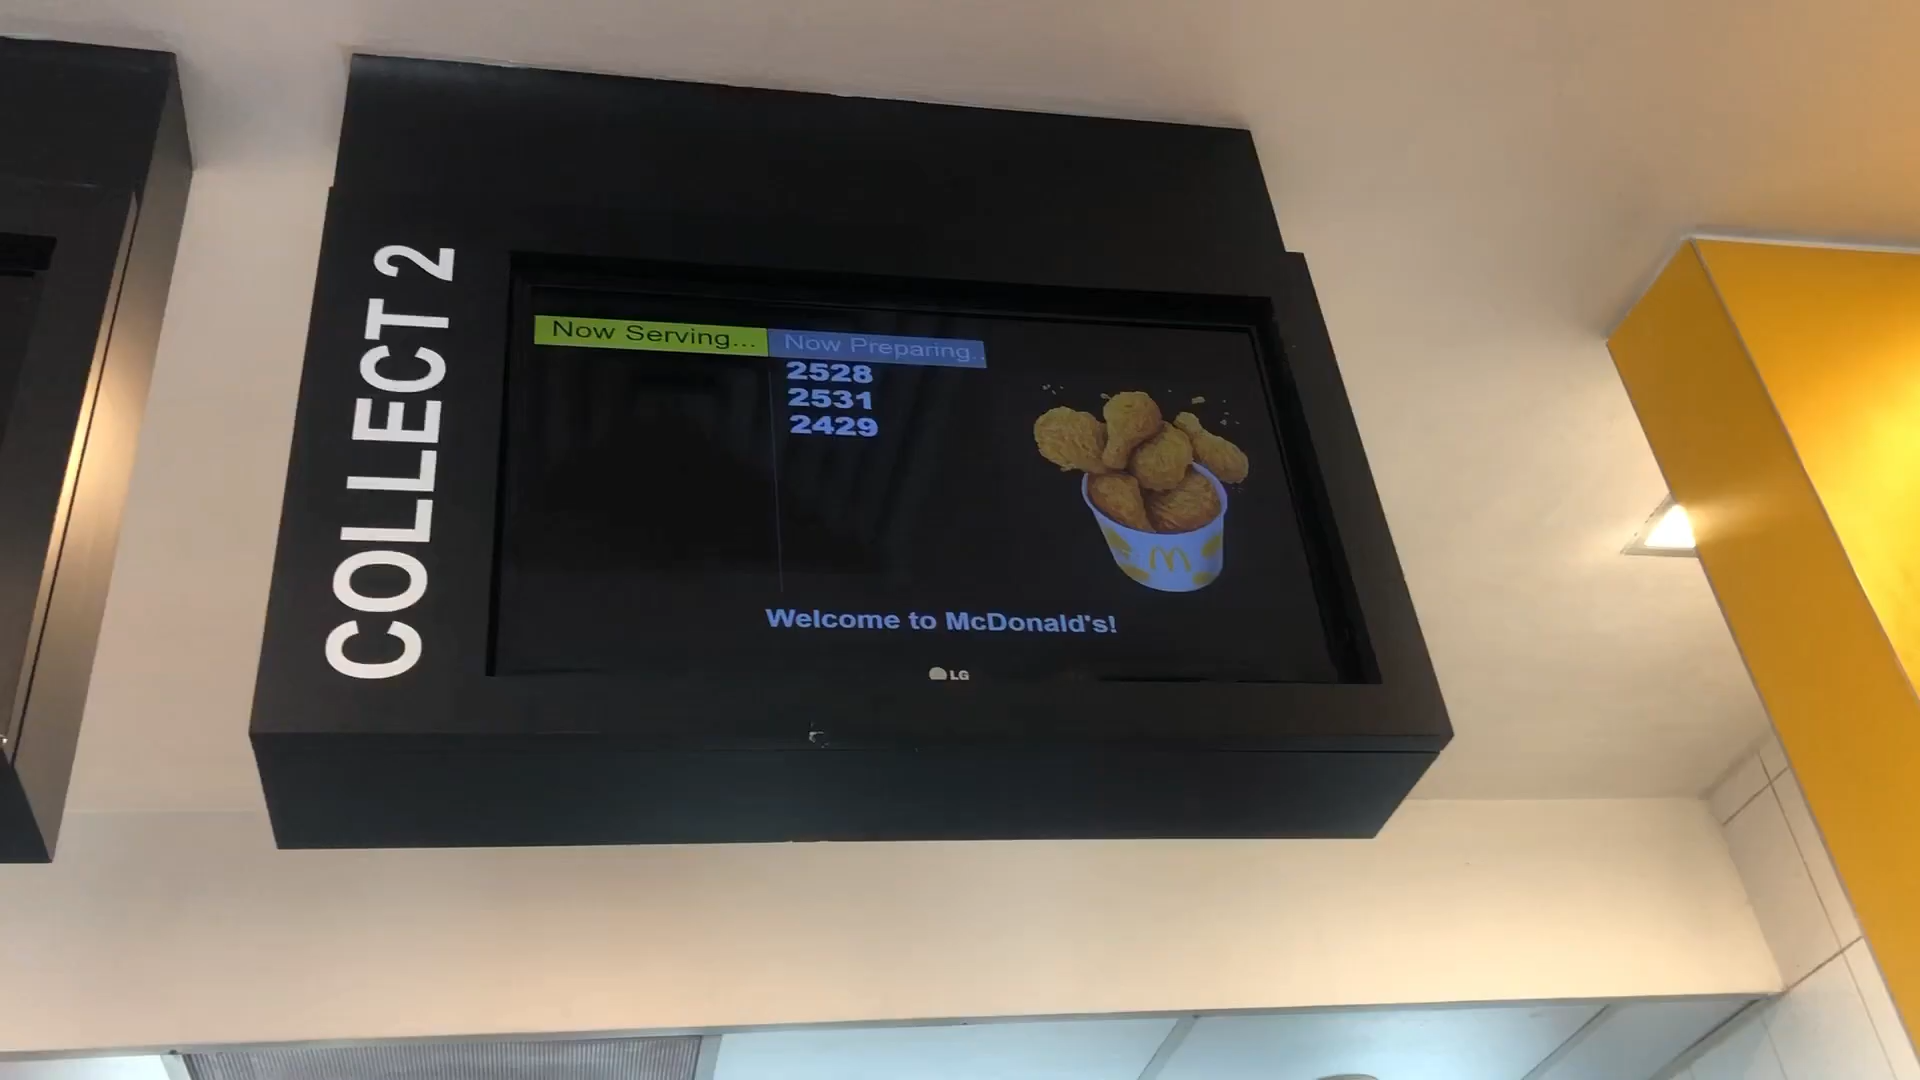 COLLECT 2
Now Serving...
Now Preparing..
2528
2531
2429
M
Welcome to McDonald's!
LG